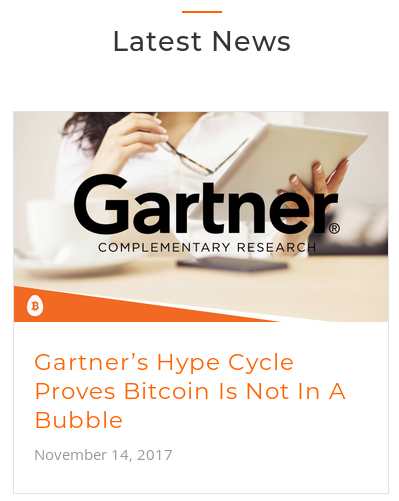 Latest News
Gartner®
COMPLEMENTARY RESEARCH
Gartner’s Hype Cycle
Proves Bitcoin Is Not In A
Bubble
November 14, 2017